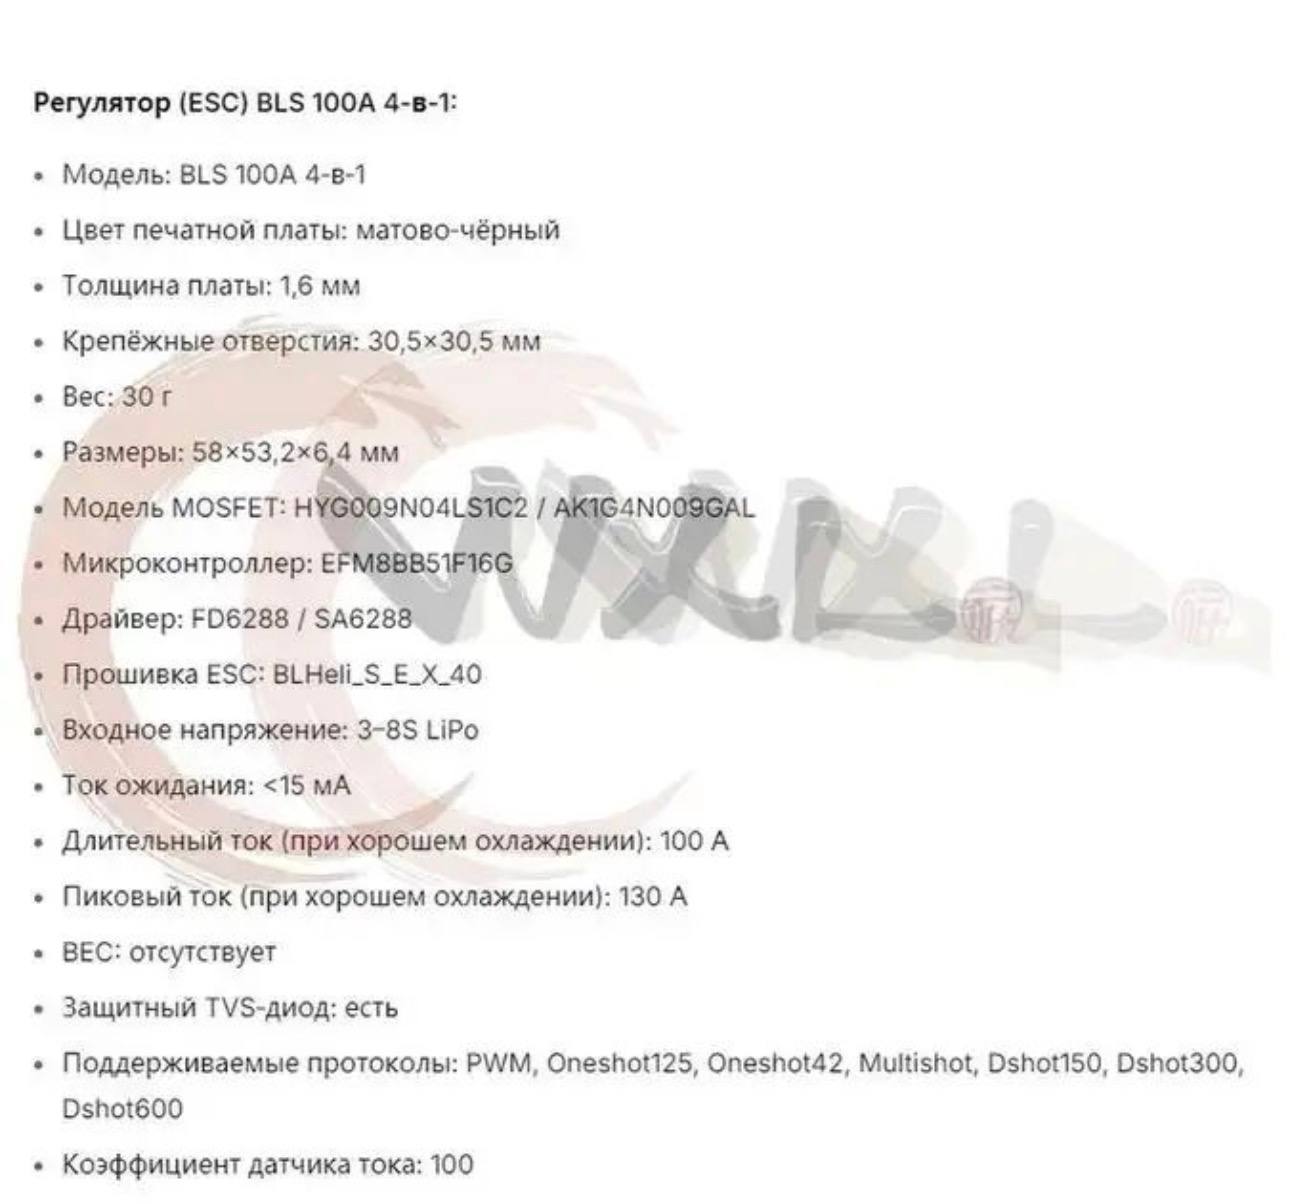 Регулятор (ESC) BLS 100A 4-в-1:
• Модель: BLS 100A 4-в-1
• Цвет печатной платы: матово-чёрный
• Толщина платы: 1,6 мм
• Крепёжные отверстия: 30,5×30,5 мм
• Вес: 30 г
• Размеры: 58×53,2×6,4 мм
• Модель MOSFET: HYG009N04LS1C2 / AK1G4N009GAL
• Микроконтроллер: EFM8BB51F16G
• Драйвер: FD6288 / SA6288
• Прошивка ESC: BLHeli_S_E_X_40
• Входное напряжение: 3–8S LiPo
• Ток ожидания: <15 мА
• Длительный ток (при хорошем охлаждении): 100 А
• Пиковый ток (при хорошем охлаждении): 130 А
• BEC: отсутствует
• Защитный TVS-диод: есть
• Поддерживаемые протоколы: PWM, Oneshot125, Oneshot42, Multishot, Dshot150, Dshot300,
Dshot600
• Коэффициент датчика тока: 100